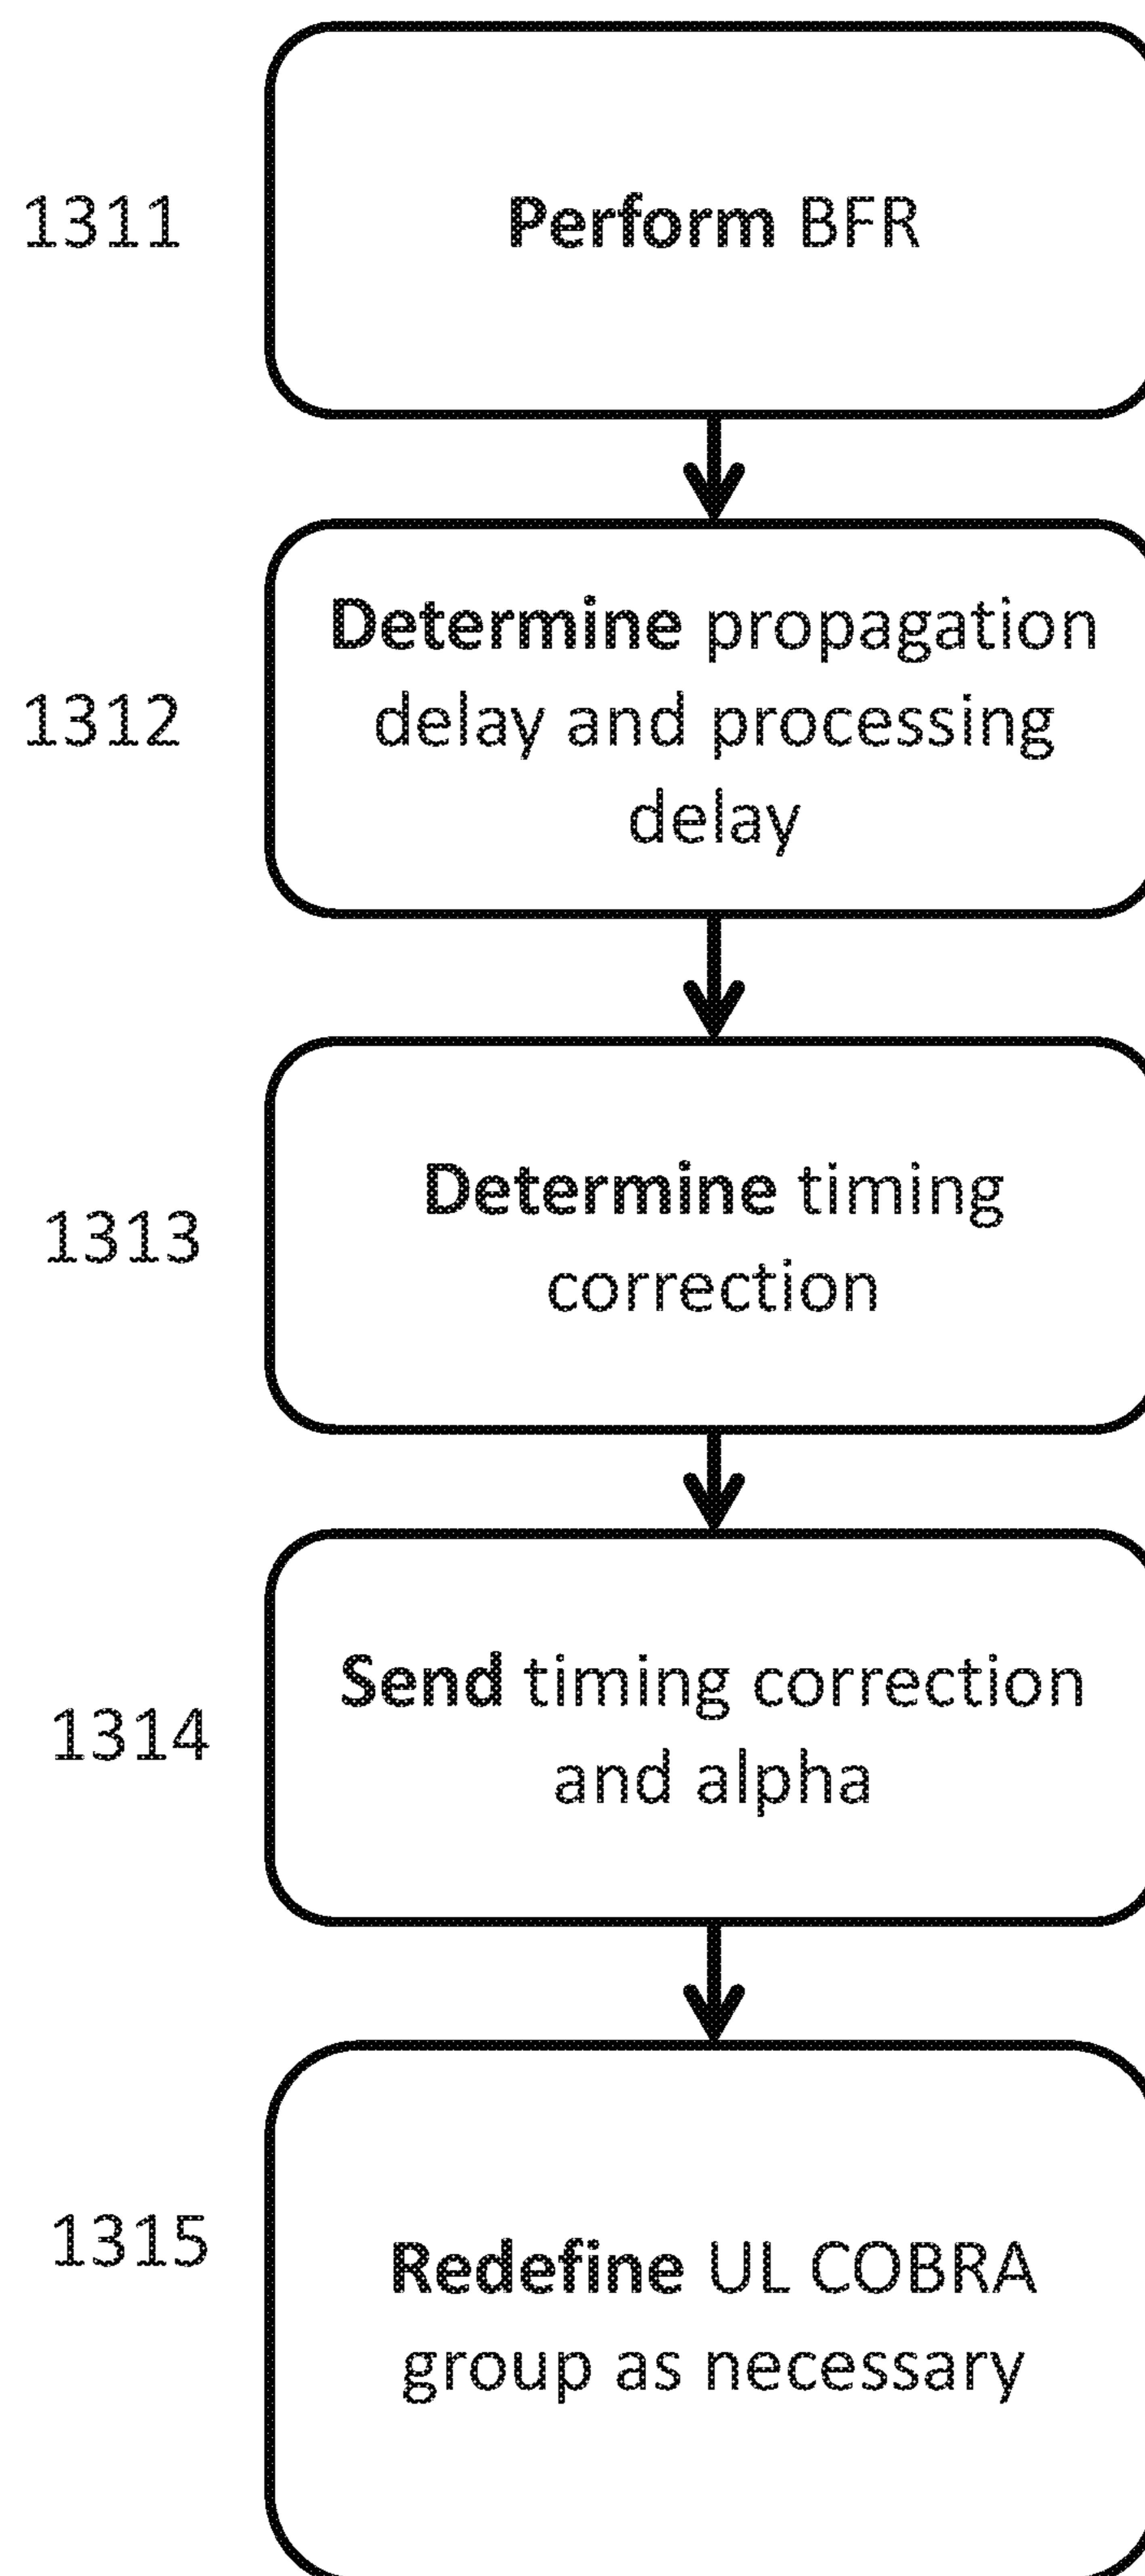 1311
Perform BFR
1312
Determine propagation
delay and processing
delay
1313
Determine timing
correction
1314
Send timing correction
and alpha
1315
Redefine UL COBRA
group as necessary